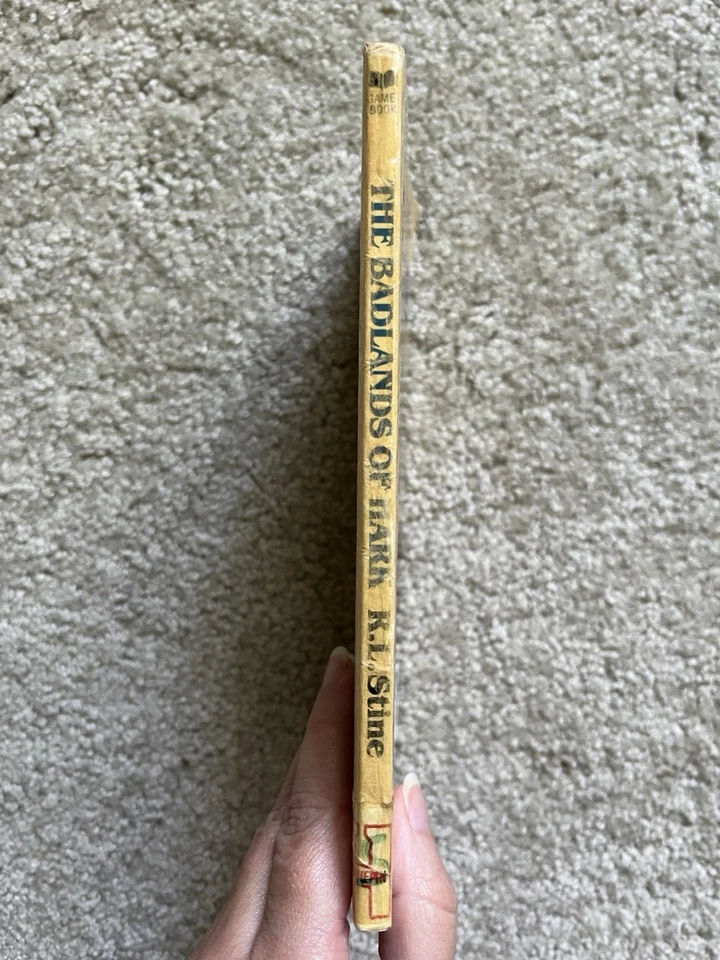 GAME
BOOK
THE BADLANDS OF HARK R.L. Stine